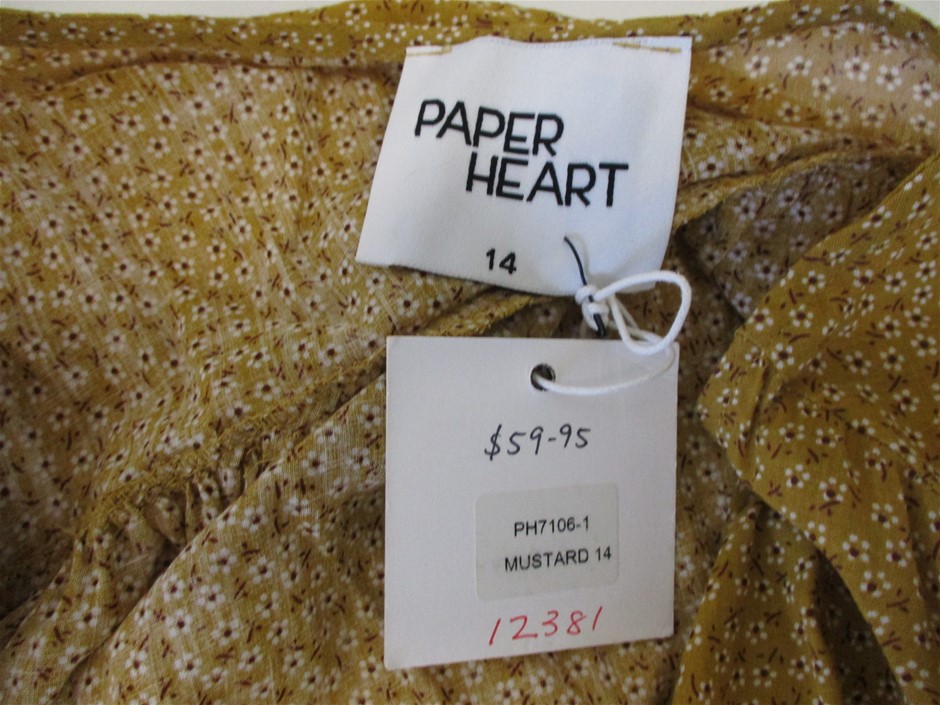 PAPER
HEART
14
$59-95
PH7106-1
MUSTARD 14
12381